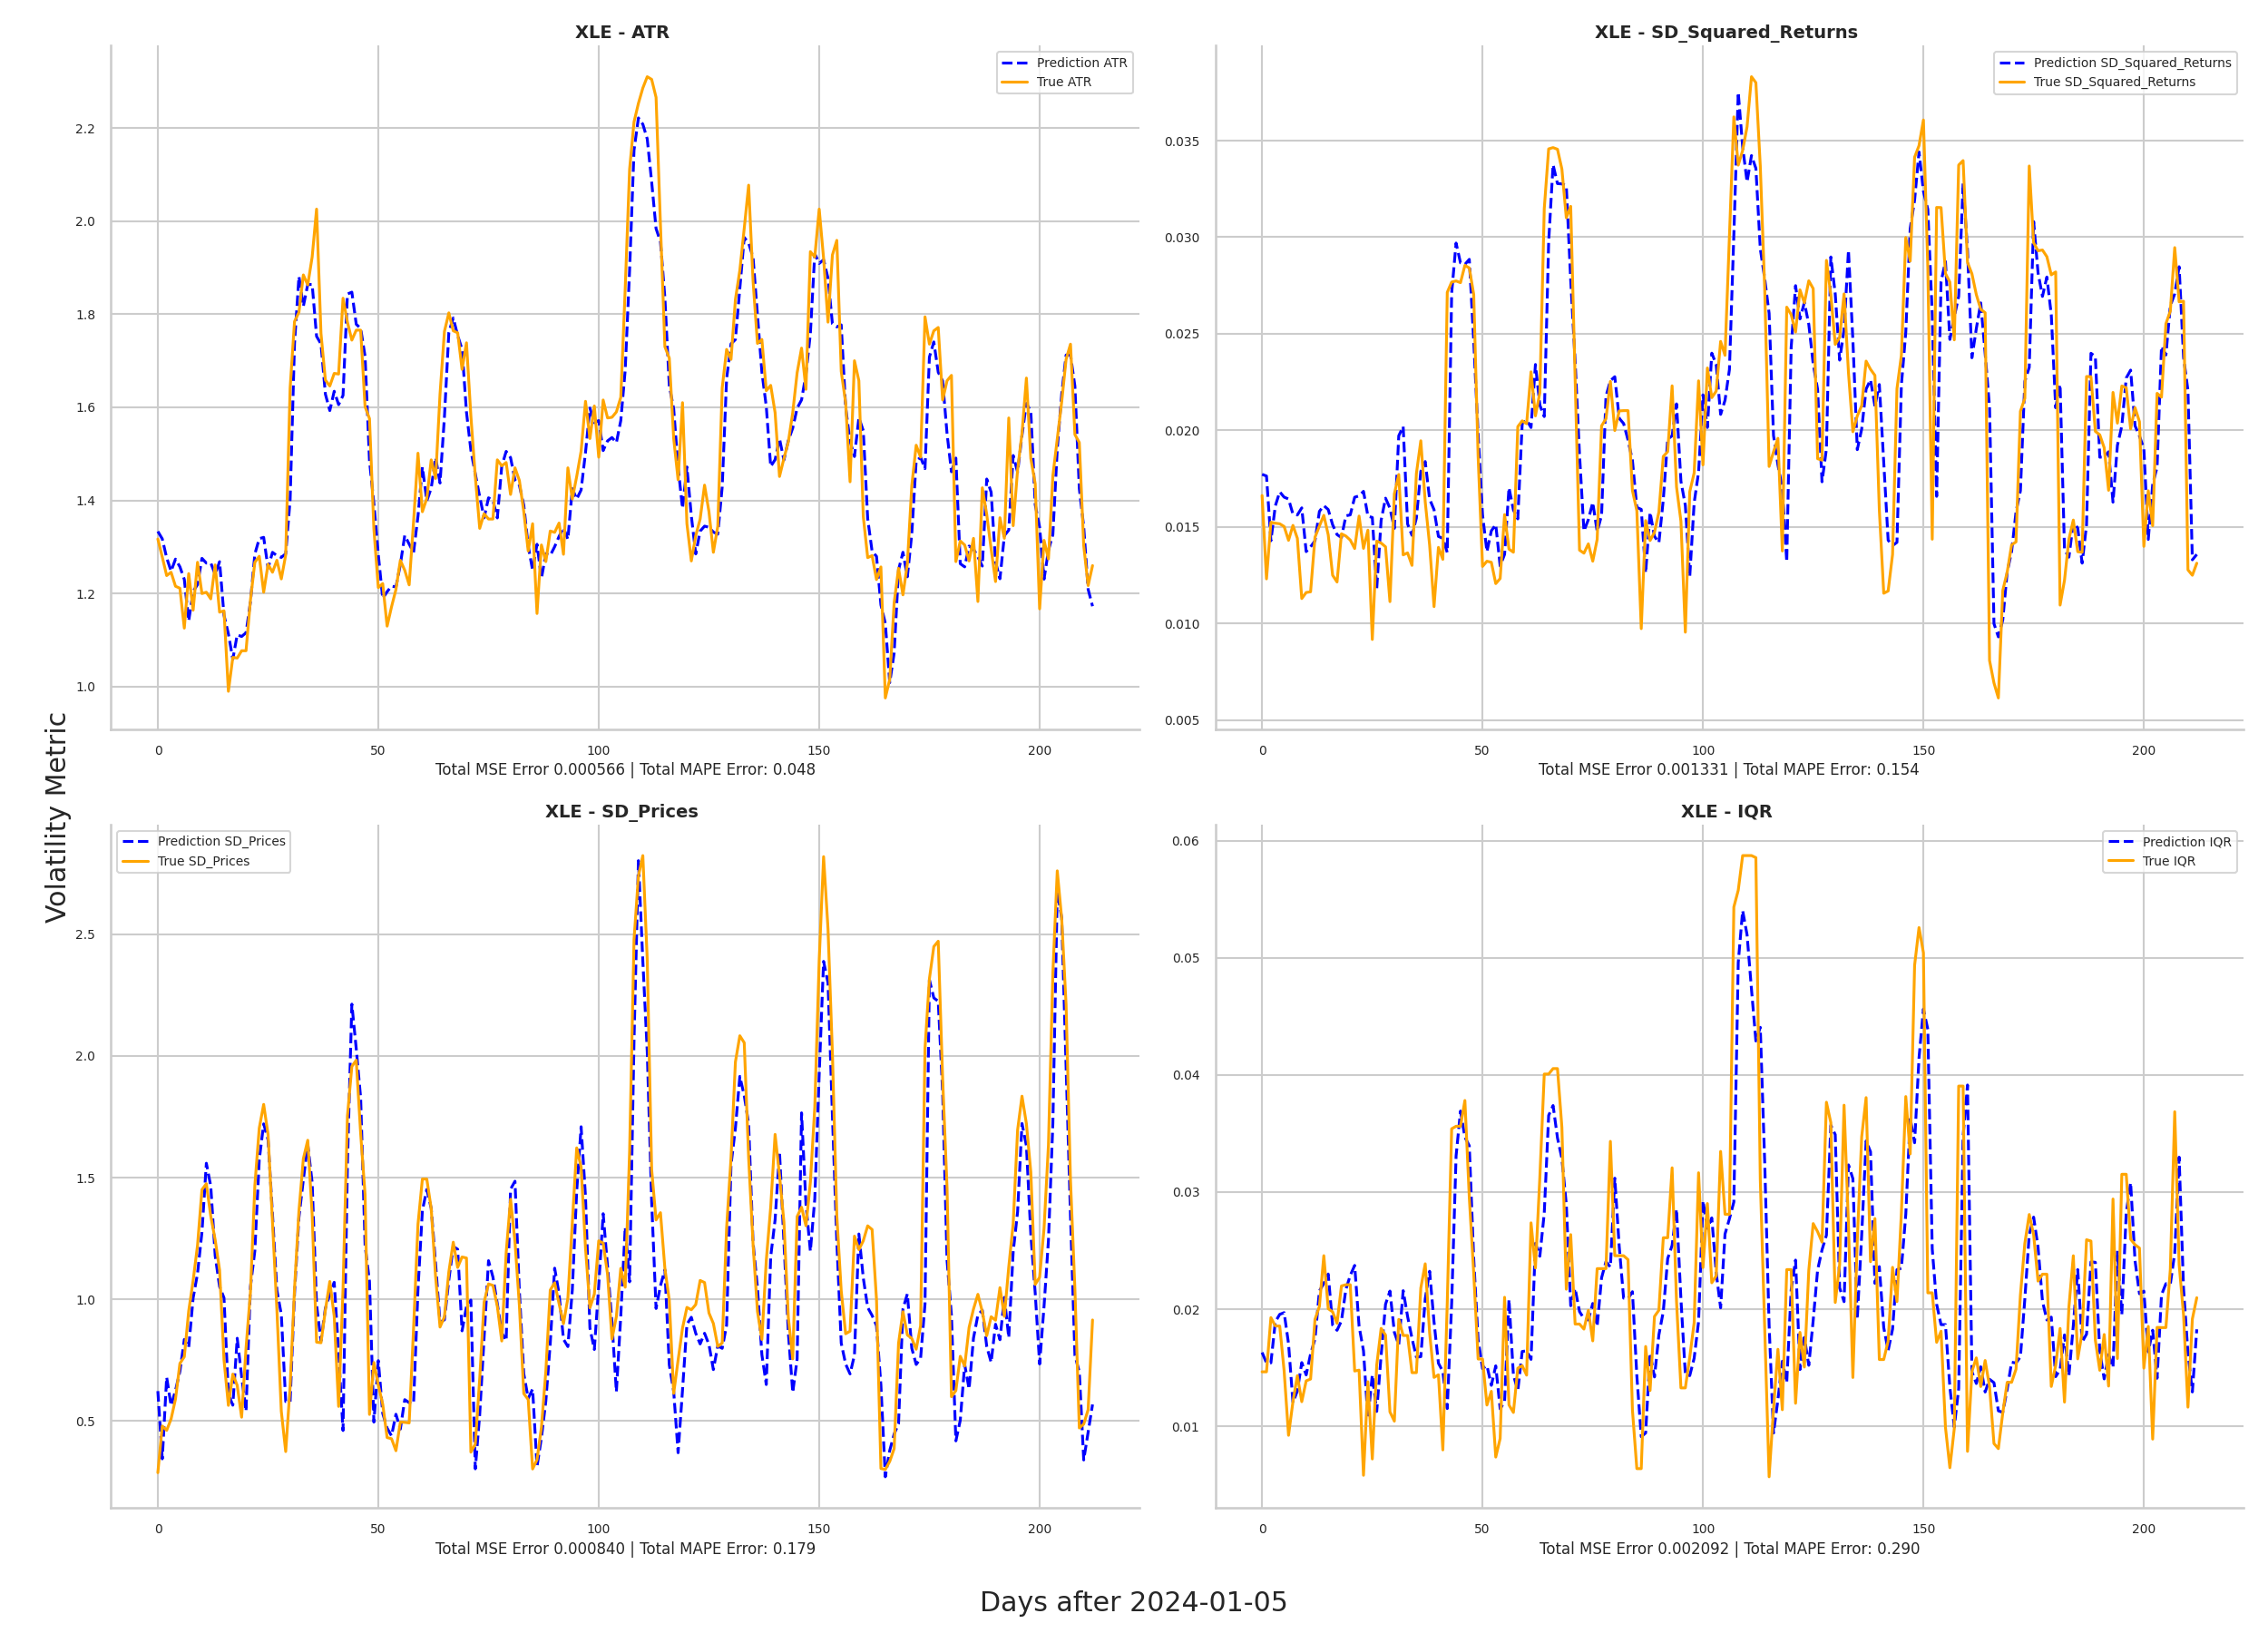 XLE - ATR
Prediction ATR
True ATR
2.2
2.0
1.8
1.6
1.4
1.2
1.0
0
50
100
150
200
Total MSE Error 0.000566 | Total MAPE Error: 0.048
XLE - SD_Squared_Returns
Prediction SD_Squared_Returns
True SD_Squared_Returns
0.035
0.030
0.025
0.020
0.015
0.010
0.005
0
50
100
150
200
Total MSE Error 0.001331 | Total MAPE Error: 0.154
Volatility Metric
XLE - SD_Prices
Prediction SD_Prices
True SD_Prices
2.5
2.0
1.5
1.0
0.5
0
50
100
150
200
Total MSE Error 0.000840 | Total MAPE Error: 0.179
XLE - IQR
Prediction IQR
True IQR
0.06
0.05
0.04
0.03
0.02
0.01
0
50
100
150
200
Total MSE Error 0.002092 | Total MAPE Error: 0.290
Days after 2024-01-05